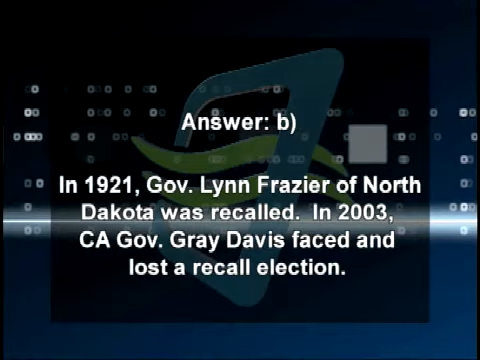 Answer: b)
In 1921, Gov. Lynn Frazier of North
Dakota was recalled. In 2003,
CA Gov. Gray Davis faced and
lost a recall election.